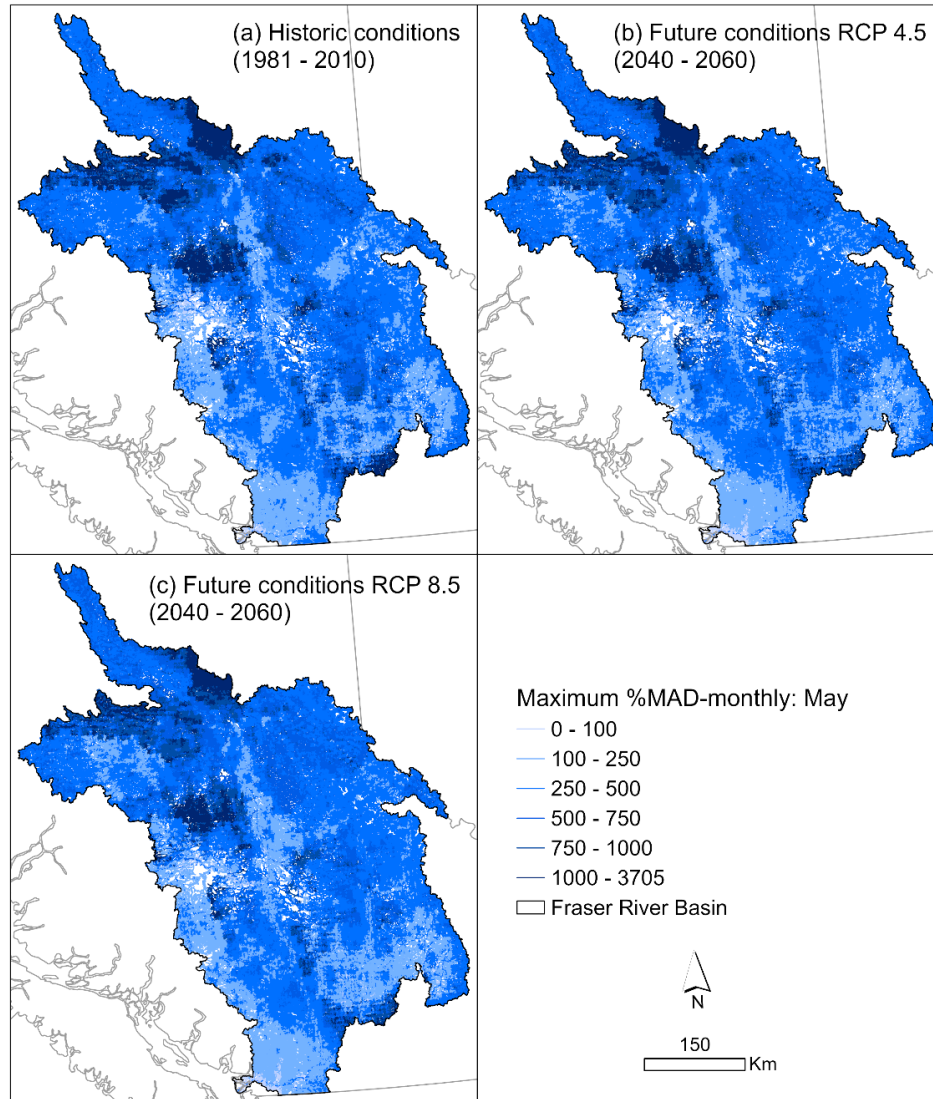 (a) Historic conditions
(1981 - 2010)
(b) Future conditions RCP 4.5
(2040 - 2060)
(c) Future conditions RCP 8.5
(2040 - 2060)
Maximum %MAD-monthly: May
0 - 100
100 - 250
250 - 500
500 - 750
750 - 1000
1000 - 3705
Fraser River Basin
N
150
Km